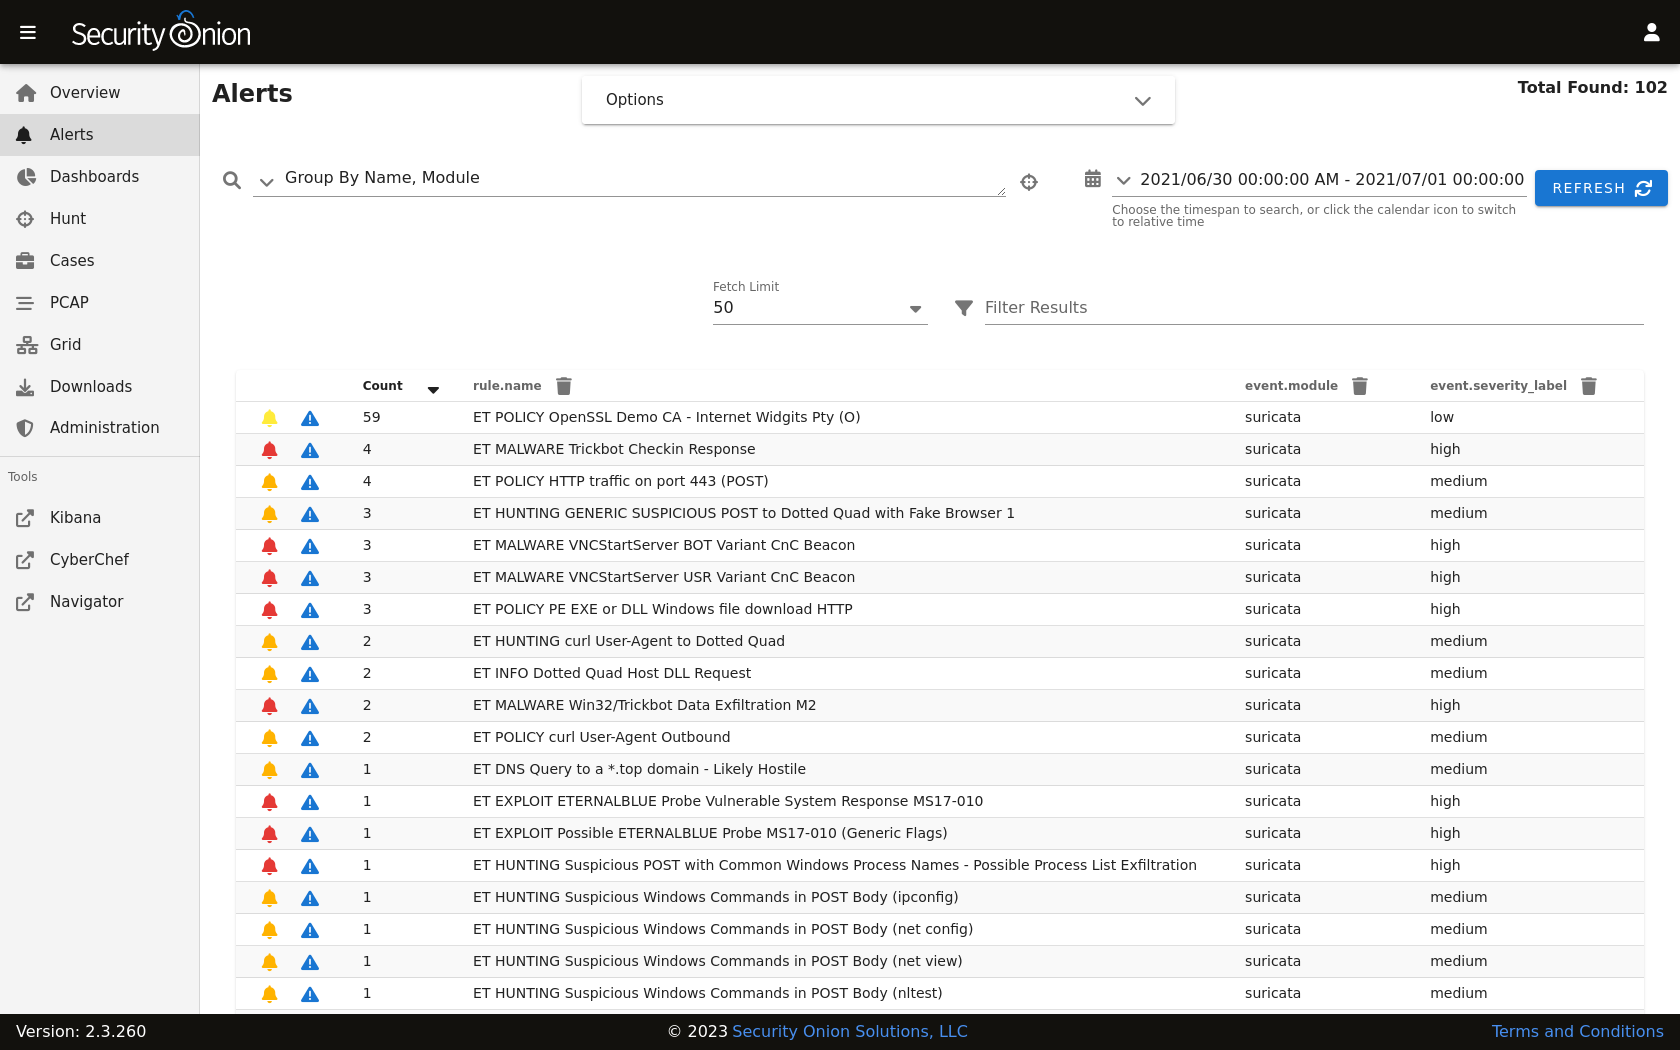 Security Onion
Overview
Alerts
Dashboards
Hunt
Cases
PCAP
Grid
Downloads
Administration
Tools
Kibana
CyberChef
Navigator
Alerts
Options
Total Found: 102
Group By Name, Module
2021/06/30 00:00:00 AM - 2021/07/01 00:00:00
REFRESH
Choose the timespan to search, or click the calendar icon to switch
to relative time
Fetch Limit
50
Filter Results
Count rule.name event.module event.severity_label
59 ET POLICY OpenSSL Demo CA - Internet Widgits Pty (O) suricata low
4 ET MALWARE Trickbot Checkin Response suricata high
4 ET POLICY HTTP traffic on port 443 (POST) suricata medium
3 ET HUNTING GENERIC SUSPICIOUS POST to Dotted Quad with Fake Browser 1 suricata medium
3 ET MALWARE VNCStartServer BOT Variant CnC Beacon suricata high
3 ET MALWARE VNCStartServer USR Variant CnC Beacon suricata high
3 ET POLICY PE EXE or DLL Windows file download HTTP suricata high
2 ET HUNTING curl User-Agent to Dotted Quad suricata medium
2 ET INFO Dotted Quad Host DLL Request suricata medium
2 ET MALWARE Win32/Trickbot Data Exfiltration M2 suricata high
2 ET POLICY curl User-Agent Outbound suricata medium
1 ET DNS Query to a *.top domain - Likely Hostile suricata medium
1 ET EXPLOIT ETERNALBLUE Probe Vulnerable System Response MS17-010 suricata high
1 ET EXPLOIT Possible ETERNALBLUE Probe MS17-010 (Generic Flags) suricata high
1 ET HUNTING Suspicious POST with Common Windows Process Names - Possible Process List Exfiltration suricata high
1 ET HUNTING Suspicious Windows Commands in POST Body (ipconfig) suricata medium
1 ET HUNTING Suspicious Windows Commands in POST Body (net config) suricata medium
1 ET HUNTING Suspicious Windows Commands in POST Body (net view) suricata medium
1 ET HUNTING Suspicious Windows Commands in POST Body (nltest) suricata medium
Version: 2.3.260
© 2023 Security Onion Solutions, LLC
Terms and Conditions